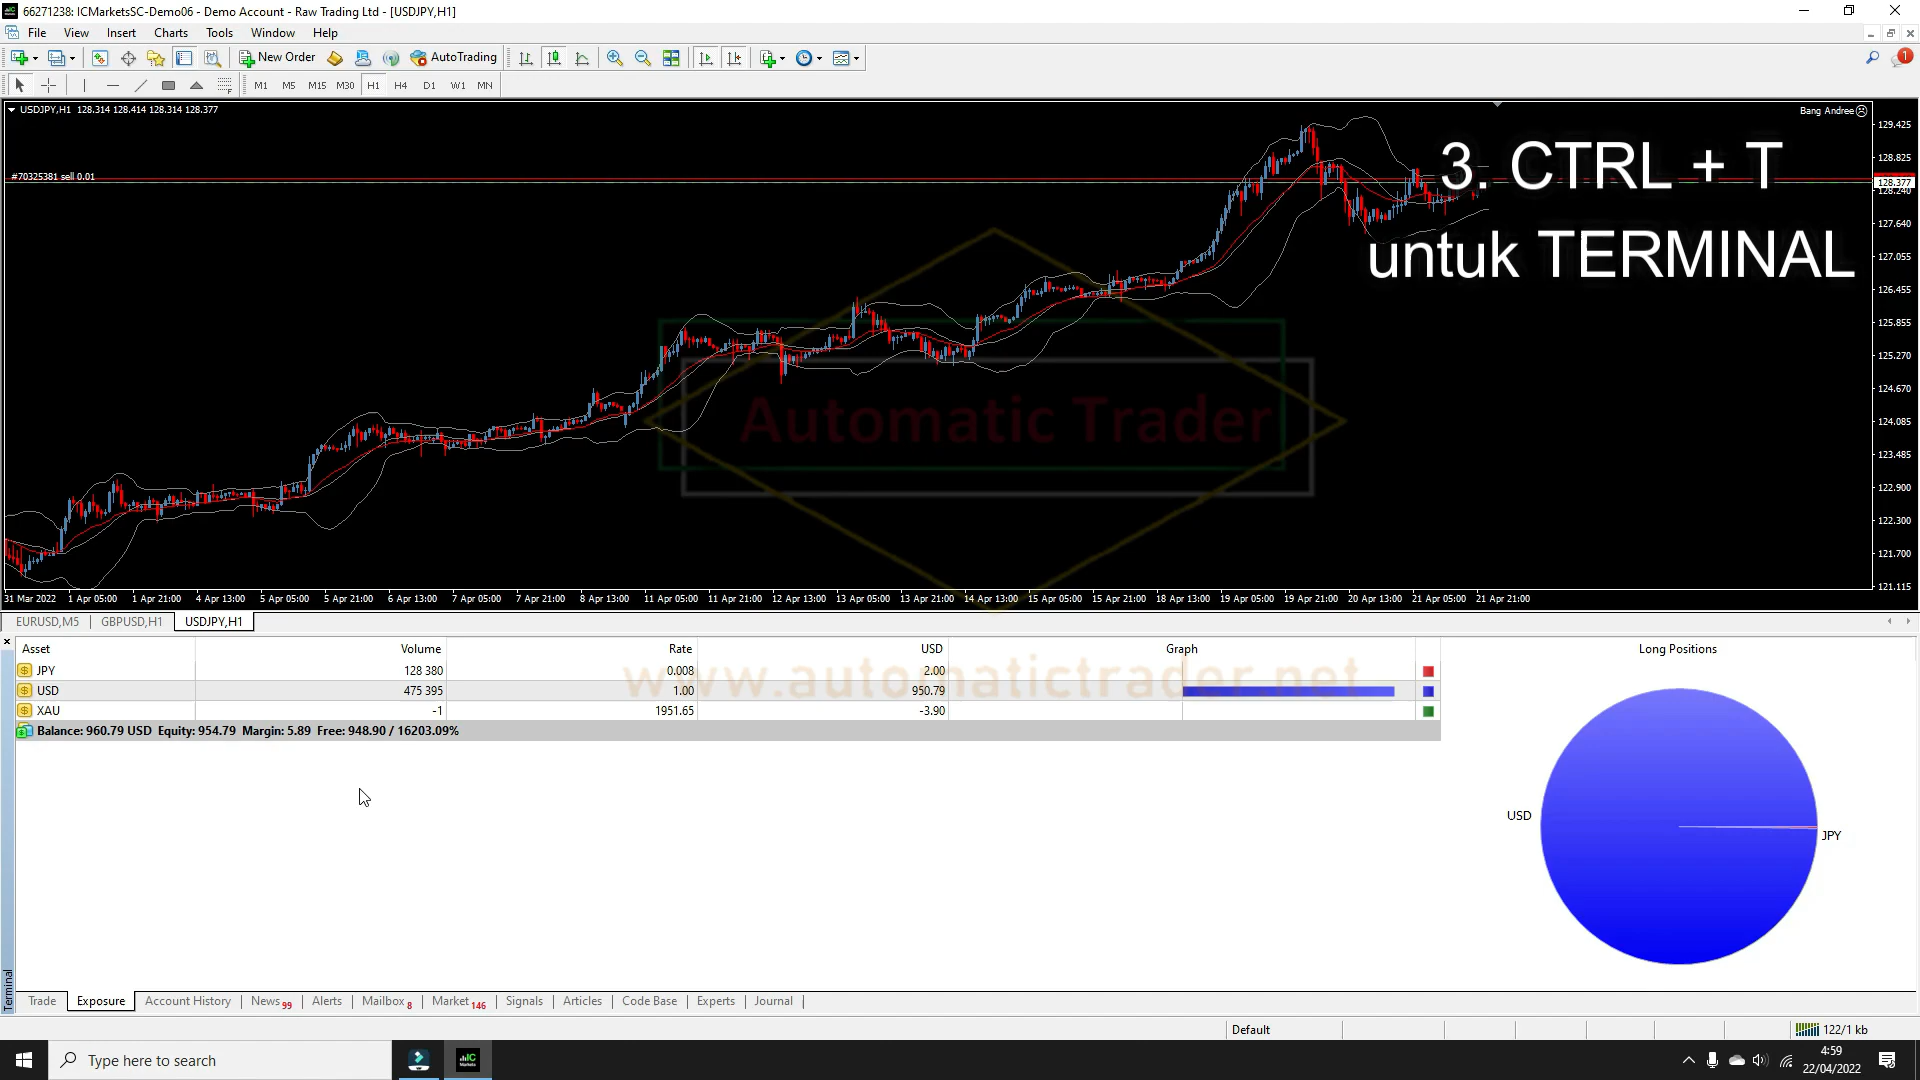 66271238: ICMarketsSC-Demo06 - Demo Account - Raw Trading Ltd - [USDJPY,H1]
File View Insert Charts Tools Window Help
New Order AutoTrading
1
M1 M5 M15 M30 H1 H4 D1 W1 MN
USDJPY,H1 128.314 128.414 128.314 128.377
Bang Andree
#70325381 sell 0.01
3. CTRL + T
untuk TERMINAL
129.425
128.825
128.377
128.240
127.640
127.055
126.455
125.855
125.270
124.670
124.085
123.485
122.900
122.300
121.700
121.115
Automatic Trader
31 Mar 2022 1 Apr 05:00 1 Apr 21:00 4 Apr 13:00 5 Apr 05:00 5 Apr 21:00 6 Apr 13:00 7 Apr 05:00 7 Apr 21:00 8 Apr 13:00 11 Apr 05:00 11 Apr 21:00 12 Apr 13:00 13 Apr 05:00 13 Apr 21:00 14 Apr 13:00 15 Apr 05:00 15 Apr 21:00 18 Apr 13:00 19 Apr 05:00 19 Apr 21:00 20 Apr 13:00 21 Apr 05:00 21 Apr 21:00
EURUSD,M5 GBPUSD,H1 USDJPY,H1
Asset Volume Rate USD Graph Long Positions
JPY 128 380 0.008 2.00
USD 475 395 1.00 950.79
XAU -1 1951.65 -3.90
www.automatictrader.net
Balance: 960.79 USD Equity: 954.79 Margin: 5.89 Free: 948.90 / 16203.09%
USD
JPY
Terminal
Trade Exposure Account History News 99 Alerts Mailbox 8 Market 146 Signals Articles Code Base Experts Journal
Default 122/1 kb
Type here to search
IC
Markets
4:59
22/04/2022